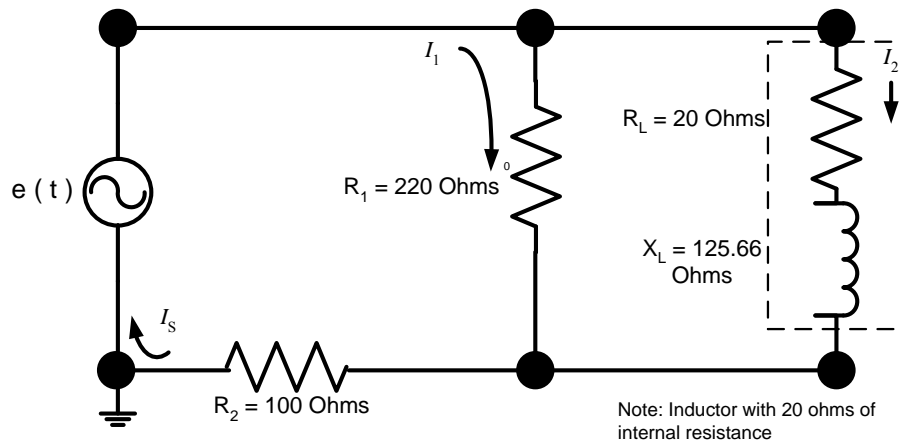 I1
I2
RL = 20 Ohms
e ( t )
R1 = 220 Ohms
0
XL = 125.66
Ohms
IS
R2 = 100 Ohms
Note: Inductor with 20 ohms of
internal resistance